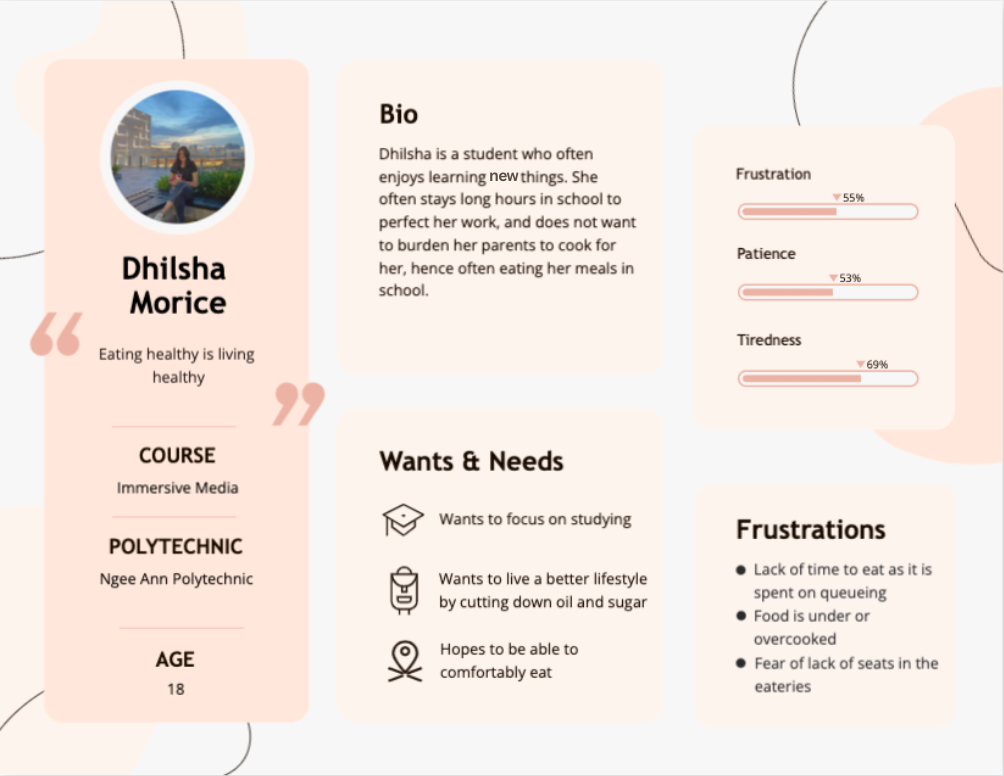 Dhilsha
Morice
“
Eating healthy is living
healthy
”
COURSE
Immersive Media
POLYTECHNIC
Ngee Ann Polytechnic
AGE
18
Bio
Dhilsha is a student who often
enjoys learning new things. She
often stays long hours in school to
perfect her work, and does not want
to burden her parents to cook for
her, hence often eating her meals in
school.
Wants & Needs
Wants to focus on studying
Wants to live a better lifestyle
by cutting down oil and sugar
Hopes to be able to
comfortably eat
Frustration
55%
Patience
53%
Tiredness
69%
Frustrations
● Lack of time to eat as it is
spent on queueing
● Food is under or
overcooked
● Fear of lack of seats in the
eateries